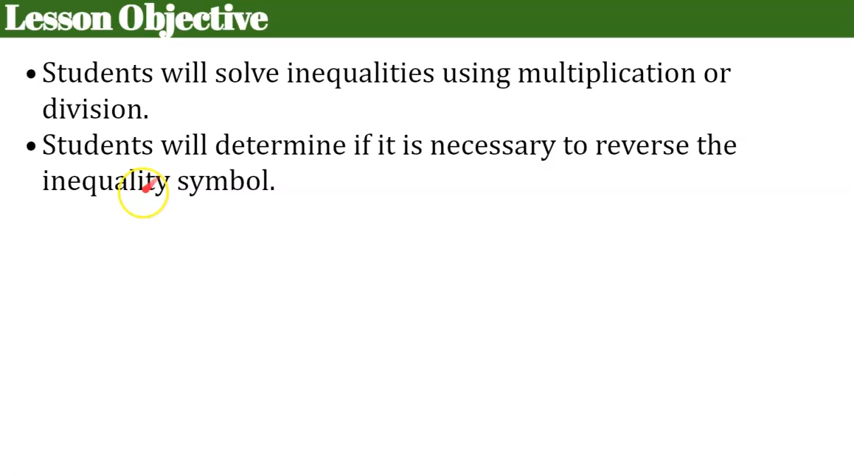 Lesson Objective
• Students will solve inequalities using multiplication or
division.
• Students will determine if it is necessary to reverse the
inequality symbol.